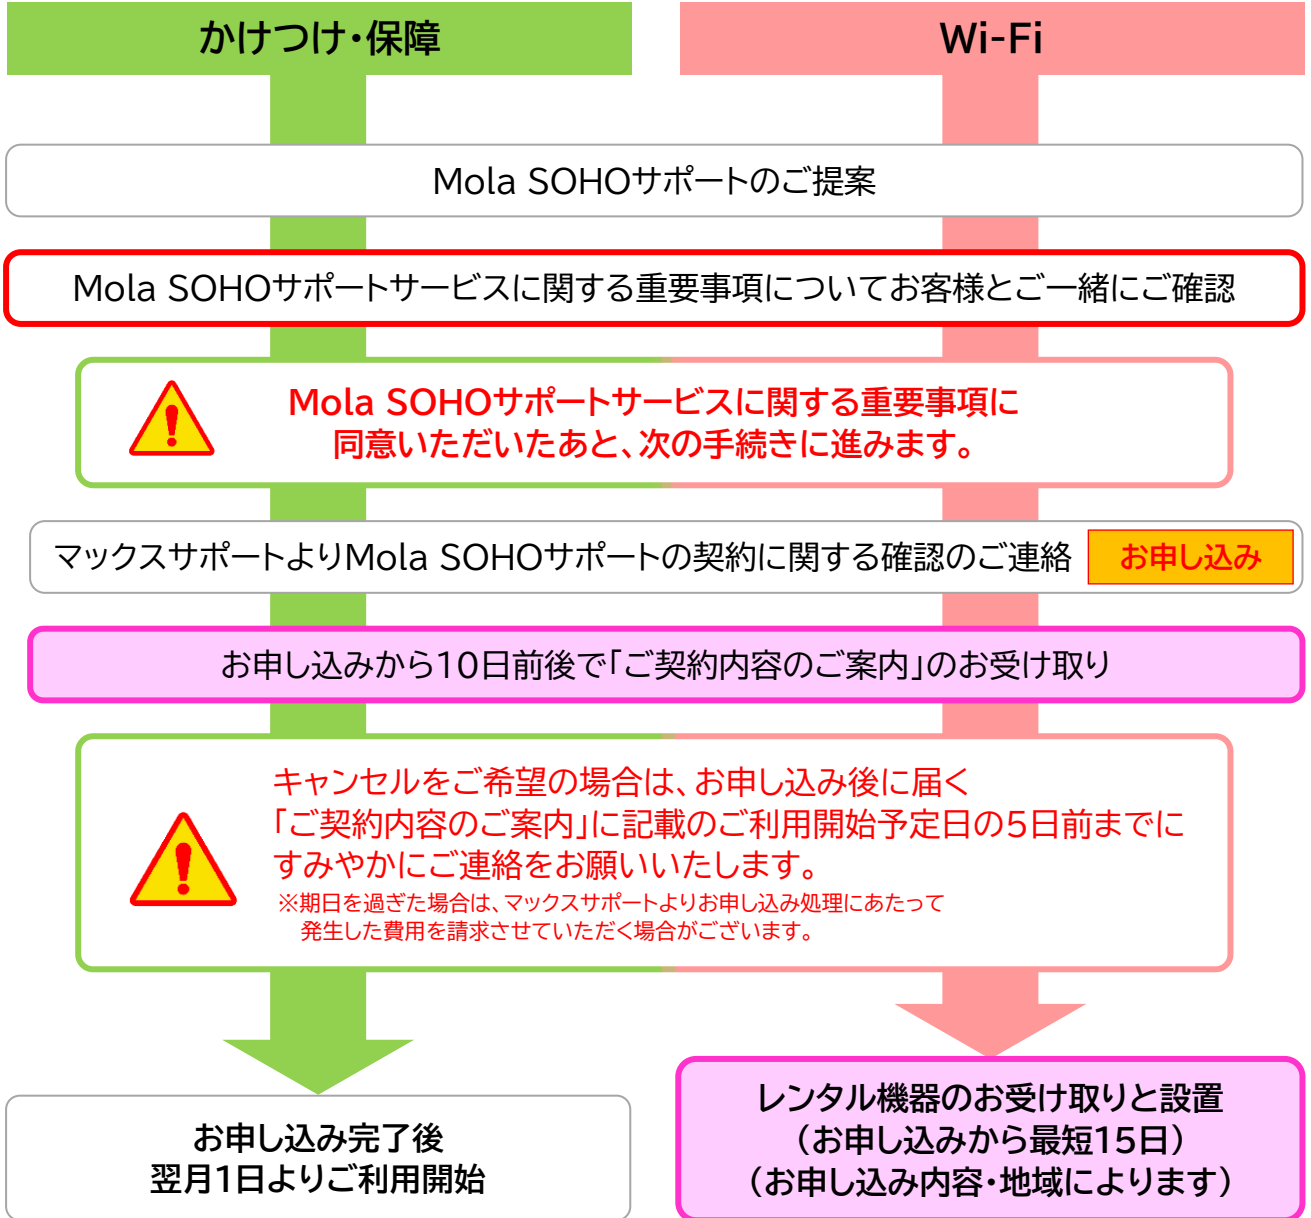 かけつけ・保障
Wi-Fi
Mola SOHOサポートのご提案
Mola SOHOサポートサービスに関する重要事項についてお客様とご一緒にご確認
Mola SOHOサポートサービスに関する重要事項に
同意いただいたあと、次の手続きに進みます。
マックスサポートよりMola SOHOサポートの契約に関する確認のご連絡
お申し込み
お申し込みから10日前後で「ご契約内容のご案内」のお受け取り
キャンセルをご希望の場合は、お申し込み後に届く
「ご契約内容のご案内」に記載のご利用開始予定日の5日前までに
すみやかにご連絡をお願いいたします。
※期日を過ぎた場合は、マックスサポートよりお申し込み処理にあたって
発生した費用を請求させていただく場合がございます。
お申し込み完了後
翌月1日よりご利用開始
レンタル機器のお受け取りと設置
(お申し込みから最短15日)
(お申し込み内容・地域によります)